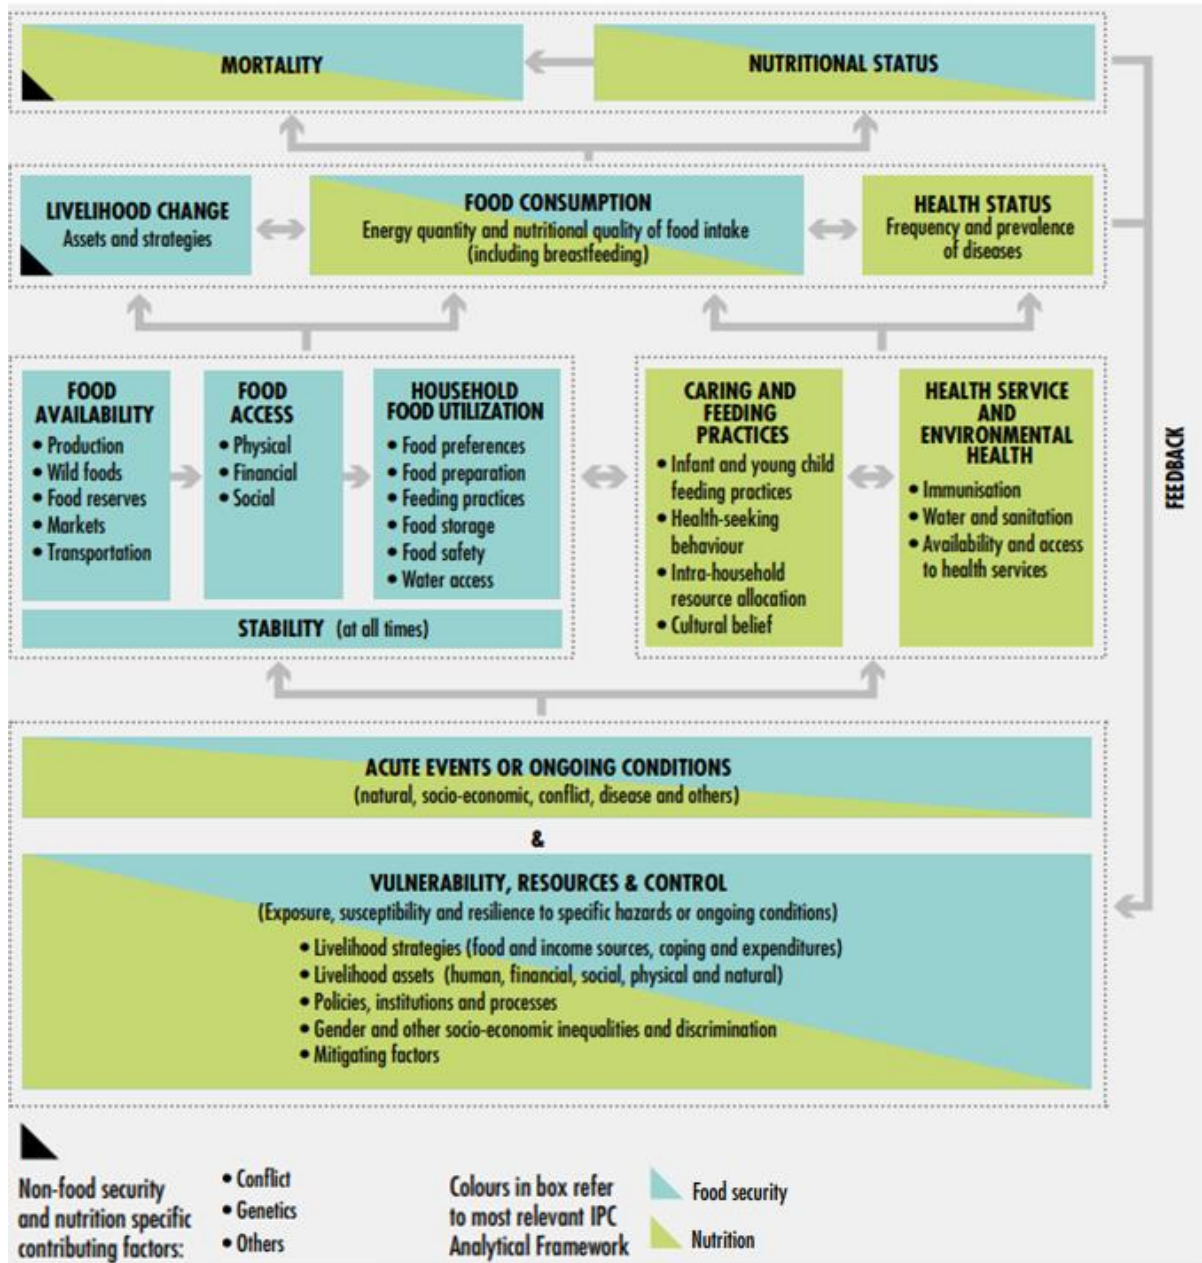 MORTALITY
NUTRITIONAL STATUS
LIVELIHOOD CHANGE
Assets and strategies
FOOD CONSUMPTION
Energy quantity and nutritional quality of food intake
(including breastfeeding)
HEALTH STATUS
Frequency and prevalence
of diseases
FOOD
AVAILABILITY
• Production
• Wild foods
• Food reserves
• Markets
• Transportation
FOOD
ACCESS
• Physical
• Financial
• Social
HOUSEHOLD
FOOD UTILIZATION
• Food preferences
• Food preparation
• Feeding practices
• Food storage
• Food safety
• Water access
STABILITY (at all times)
CARING AND
FEEDING
PRACTICES
• Infant and young child
feeding practices
• Health-seeking
behaviour
• Intra-household
resource allocation
• Cultural belief
HEALTH SERVICE
AND
ENVIRONMENTAL
HEALTH
• Immunisation
• Water and sanitation
• Availability and access
to health services
FEEDBACK
ACUTE EVENTS OR ONGOING CONDITIONS
(natural, socio-economic, conflict, disease and others)
&
VULNERABILITY, RESOURCES & CONTROL
(Exposure, susceptibility and resilience to specific hazards or ongoing conditions)
• Livelihood strategies (food and income sources, coping and expenditures)
• Livelihood assets (human, financial, social, physical and natural)
• Policies, institutions and processes
• Gender and other socio-economic inequalities and discrimination
• Mitigating factors
Non-food security
and nutrition specific
contributing factors:
• Conflict
• Genetics
• Others
Colours in box refer
to most relevant IPC
Analytical Framework
Food security
Nutrition